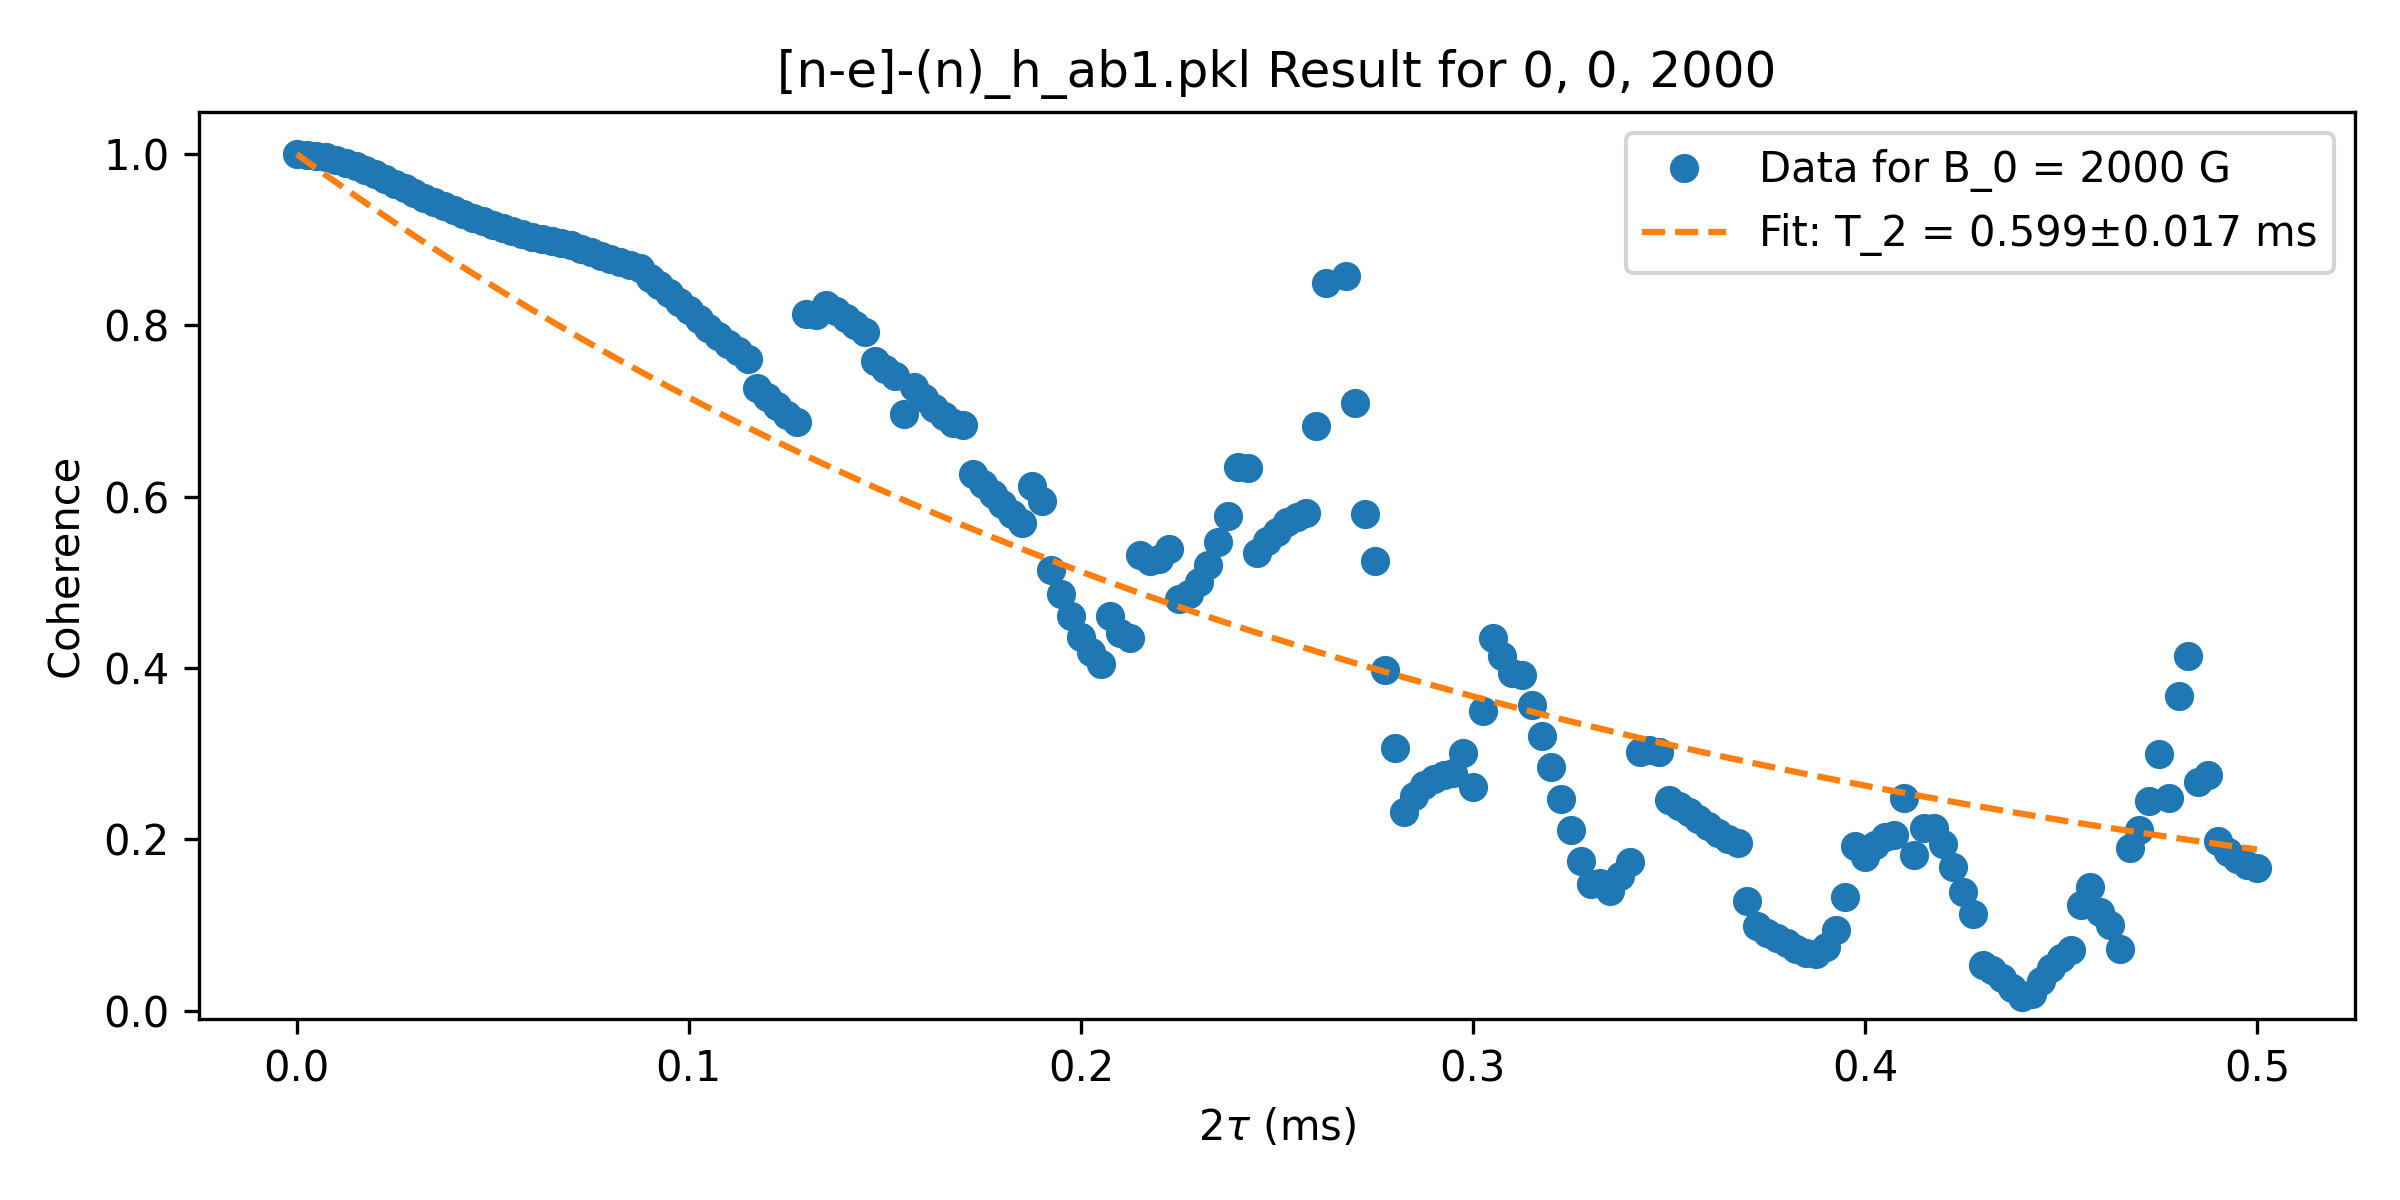 [n-e]-(n)_h_ab1.pkl Result for 0, 0, 2000
Data for B_0 = 2000 G
Fit: T_2 = 0.599±0.017 ms
Coherence
1.0
0.8
0.6
0.4
0.2
0.0
0.0 0.1 0.2 0.3 0.4 0.5
2τ (ms)